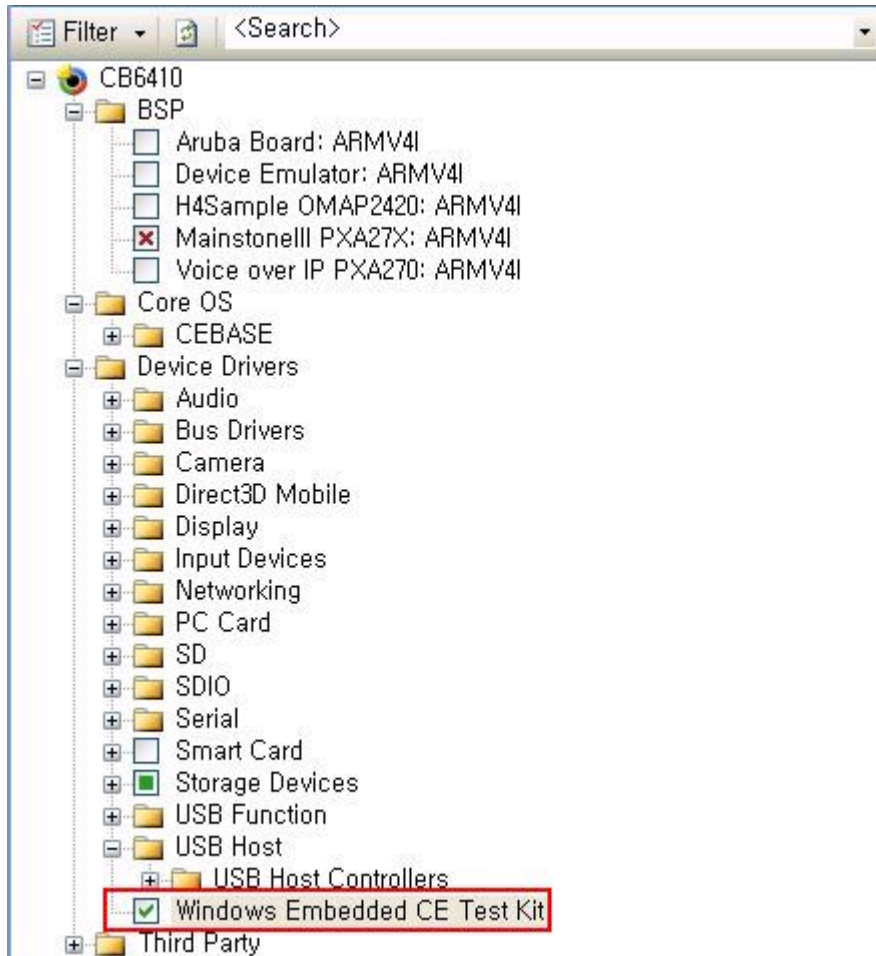 Filter
<Search>
CB6410
BSP
Aruba Board: ARMV4I
Device Emulator: ARMV4I
H4Sample OMAP2420: ARMV4I
MainstoneIII PXA27X: ARMV4I
Voice over IP PXA270: ARMV4I
Core OS
CEBASE
Device Drivers
Audio
Bus Drivers
Camera
Direct3D Mobile
Display
Input Devices
Networking
PC Card
SD
SDIO
Serial
Smart Card
Storage Devices
USB Function
USB Host
USB Host Controllers
Windows Embedded CE Test Kit
Third Party